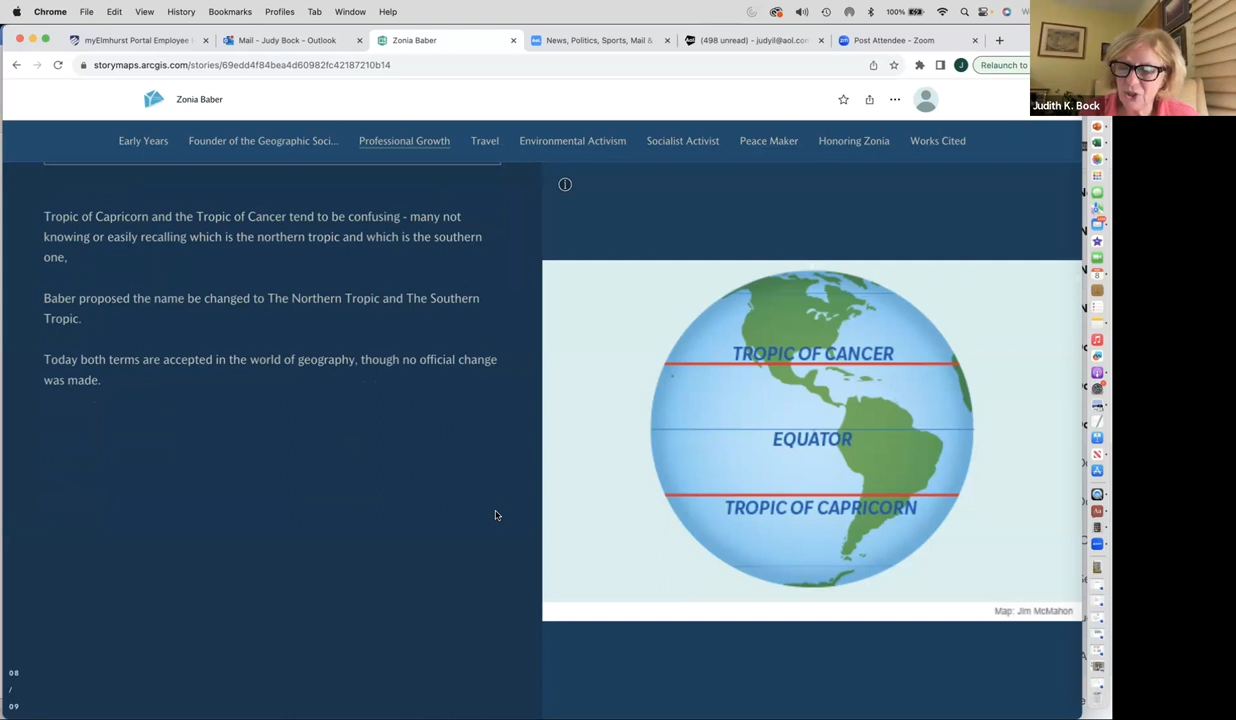 Chrome File Edit View History Bookmarks Profiles Tab Window Help
100%
myElmhurst Portal Employee
Mail - Judy Bock - Outlook
Zonia Baber
News, Politics, Sports, Mail &
(498 unread) - judyil@aol.com
Post Attendee - Zoom
storymaps.arcgis.com/stories/69edd4f84bea4d60982fc42187210b14
J
Relaunch to
Judith K. Bock
Zonia Baber
Early Years
Founder of the Geographic Soci...
Professional Growth
Travel
Environmental Activism
Socialist Activist
Peace Maker
Honoring Zonia
Works Cited
Tropic of Capricorn and the Tropic of Cancer tend to be confusing - many not
knowing or easily recalling which is the northern tropic and which is the southern
one,
Baber proposed the name be changed to The Northern Tropic and The Southern
Tropic.
Today both terms are accepted in the world of geography, though no official change
was made.
TROPIC OF CANCER
EQUATOR
TROPIC OF CAPRICORN
Map: Jim McMahon
08
/
09